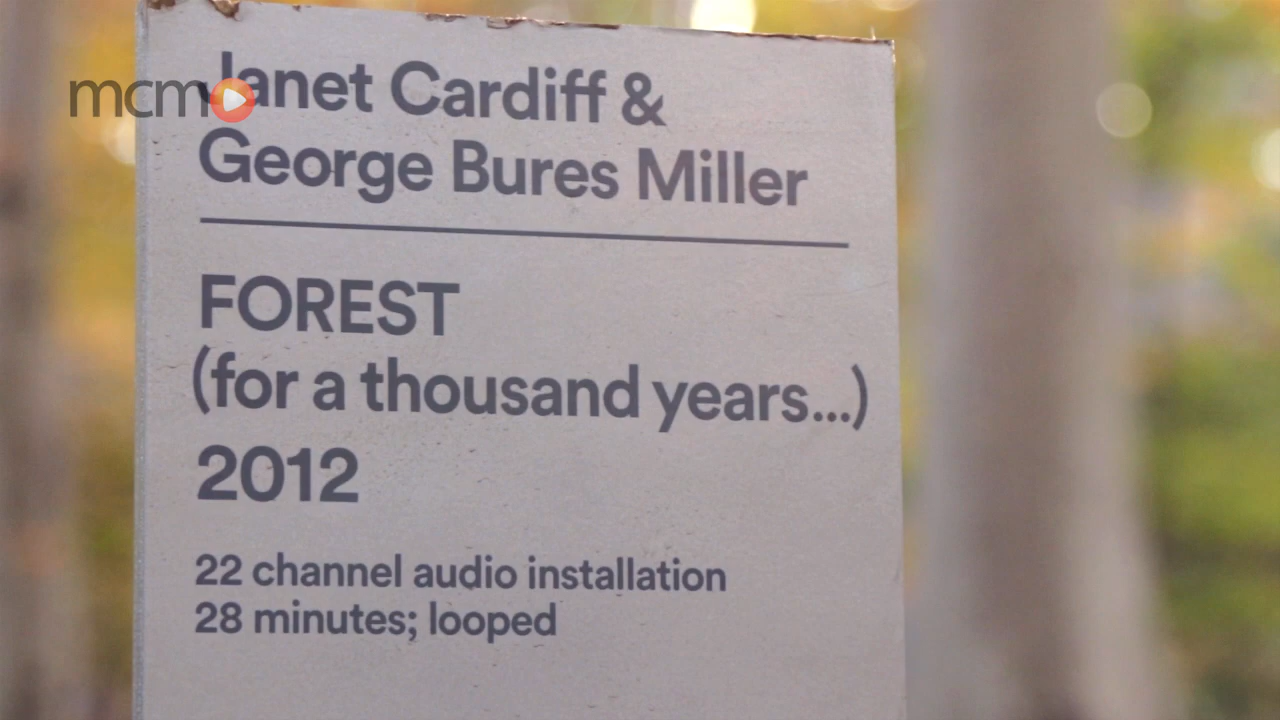 mcm
Janet Cardiff &
George Bures Miller
FOREST
(for a thousand years...)
2012
22 channel audio installation
28 minutes; looped